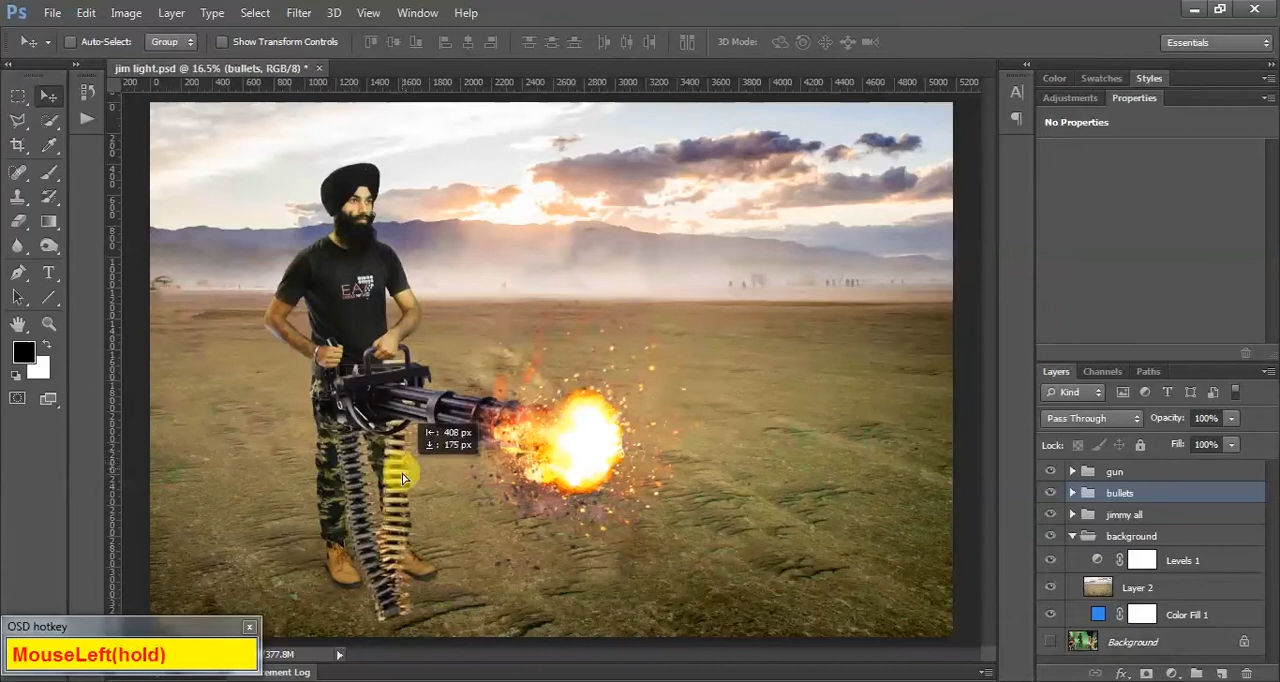 Ps File Edit Image Layer Type Select Filter 3D View Window Help
Auto-Select: Group Show Transform Controls 3D Mode: Essentials
jim light.psd @ 16.5% (bullets, RGB/8) * ×
200 0 200 400 600 800 1000 1200 1400 1600 1800 2000 2200 2400 2600 2800 3000 3200 3400 3600 3800 4000 4200 4400 4600 4800 5000 5200
Color Swatches Styles
Adjustments Properties
No Properties
EA7
408 px
175 px
Layers Channels Paths
Kind
Pass Through Opacity: 100%
Lock: Fill: 100%
gun
bullets
jimmy all
background
Levels 1
Layer 2
Color Fill 1
Background
OSD hotkey x
MouseLeft(hold)
377.8M
ement Log